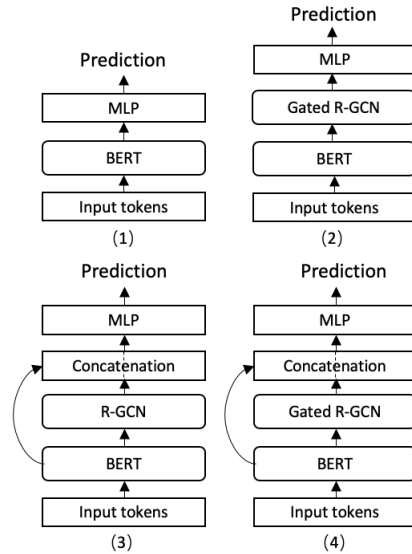 Prediction
MLP
BERT
Input tokens
(1)
Prediction
MLP
Gated R-GCN
BERT
Input tokens
(2)
Prediction
MLP
Concatenation
R-GCN
BERT
Input tokens
(3)
Prediction
MLP
Concatenation
Gated R-GCN
BERT
Input tokens
(4)